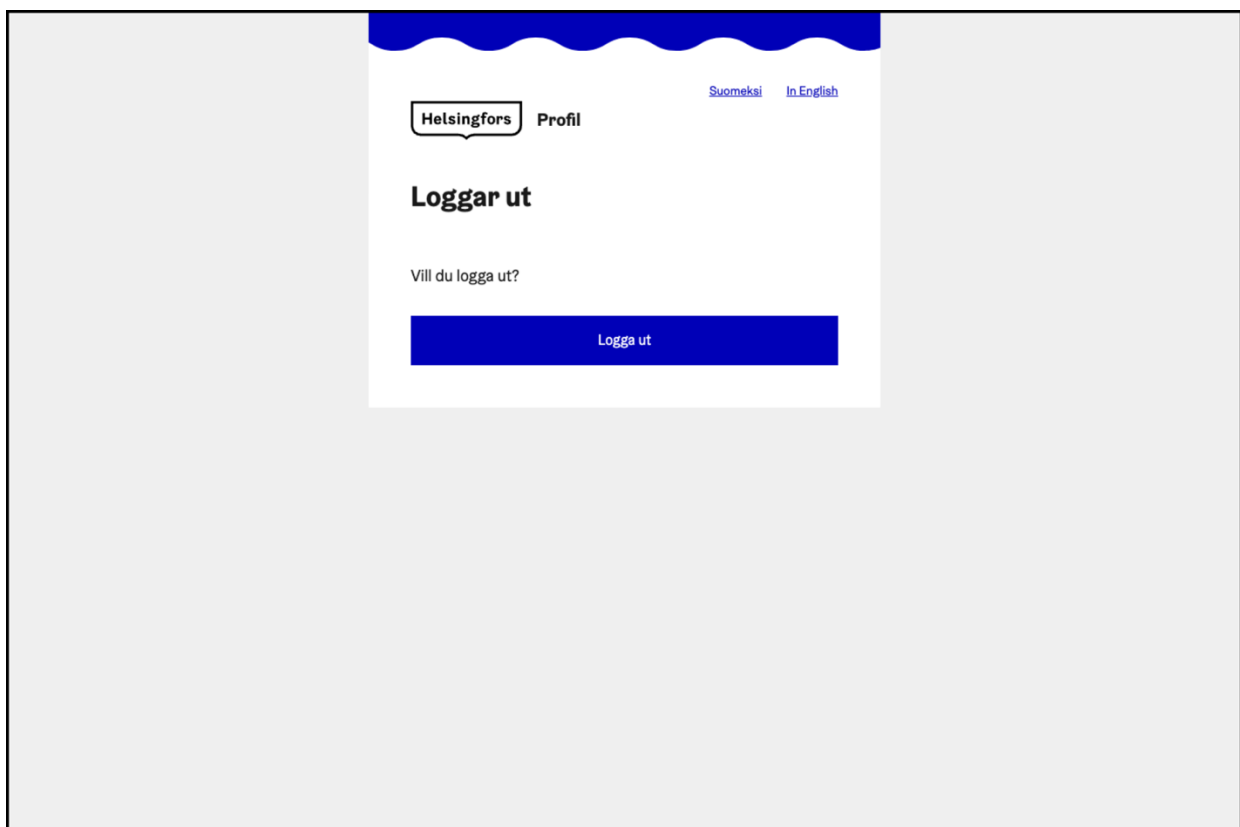 Suomeksi In English
Helsingfors Profil
Loggar ut
Vill du logga ut?
Logga ut